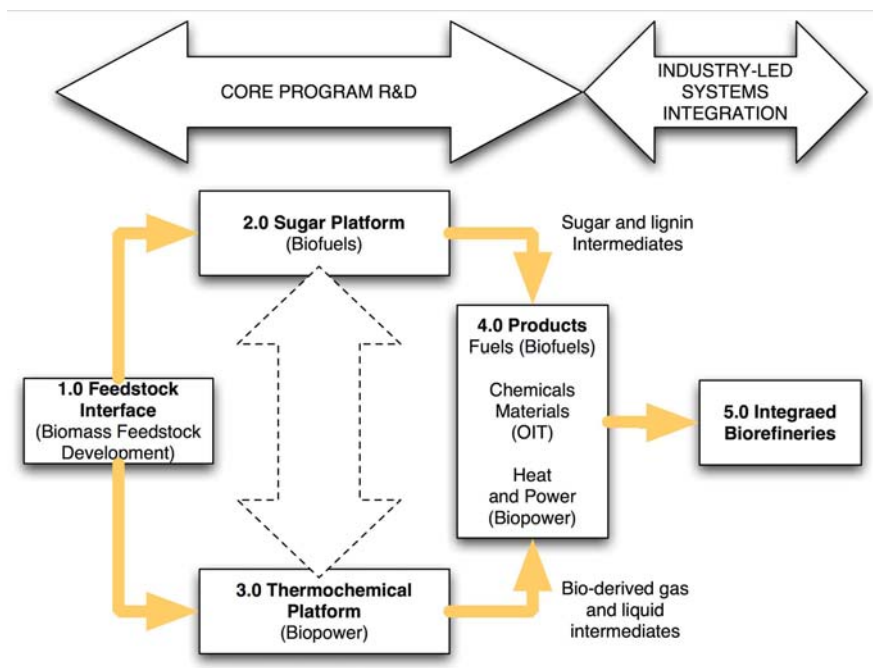 CORE PROGRAM R&D
INDUSTRY-LED
SYSTEMS
INTEGRATION
2.0 Sugar Platform
(Biofuels)
Sugar and lignin
Intermediates
1.0 Feedstock
Interface
(Biomass Feedstock
Development)
4.0 Products
Fuels (Biofuels)
Chemicals
Materials
(OIT)
Heat
and Power
(Biopower)
5.0 Integraed
Biorefineries
3.0 Thermochemical
Platform
(Biopower)
Bio-derived gas
and liquid
intermediates